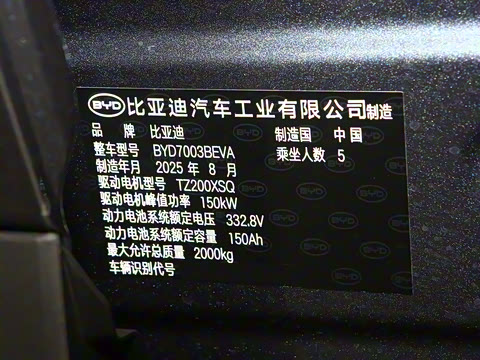 BYD 比亚迪汽车工业有限公司制造
品牌 比亚迪 制造国 中国
整车型号 BYD7003BEVA 乘坐人数 5
制造年月 2025年8月
驱动电机型号 TZ200XSQ
驱动电机峰值功率 150kW
动力电池系统额定电压 332.8V
动力电池系统额定容量 150Ah
最大允许总质量 2000kg
车辆识别代号